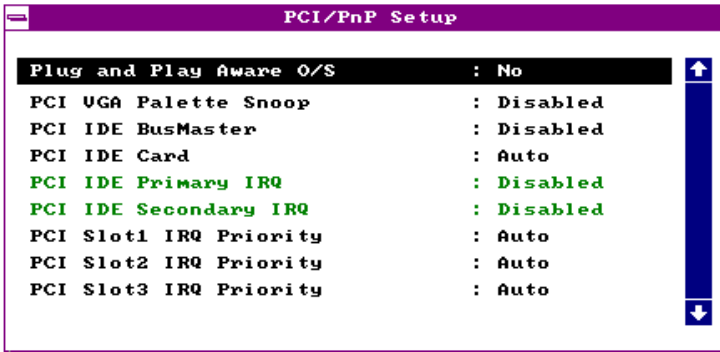 PCI/PnP Setup
Plug and Play Aware O/S : No
PCI VGA Palette Snoop : Disabled
PCI IDE BusMaster : Disabled
PCI IDE Card : Auto
PCI IDE Primary IRQ : Disabled
PCI IDE Secondary IRQ : Disabled
PCI Slot1 IRQ Priority : Auto
PCI Slot2 IRQ Priority : Auto
PCI Slot3 IRQ Priority : Auto